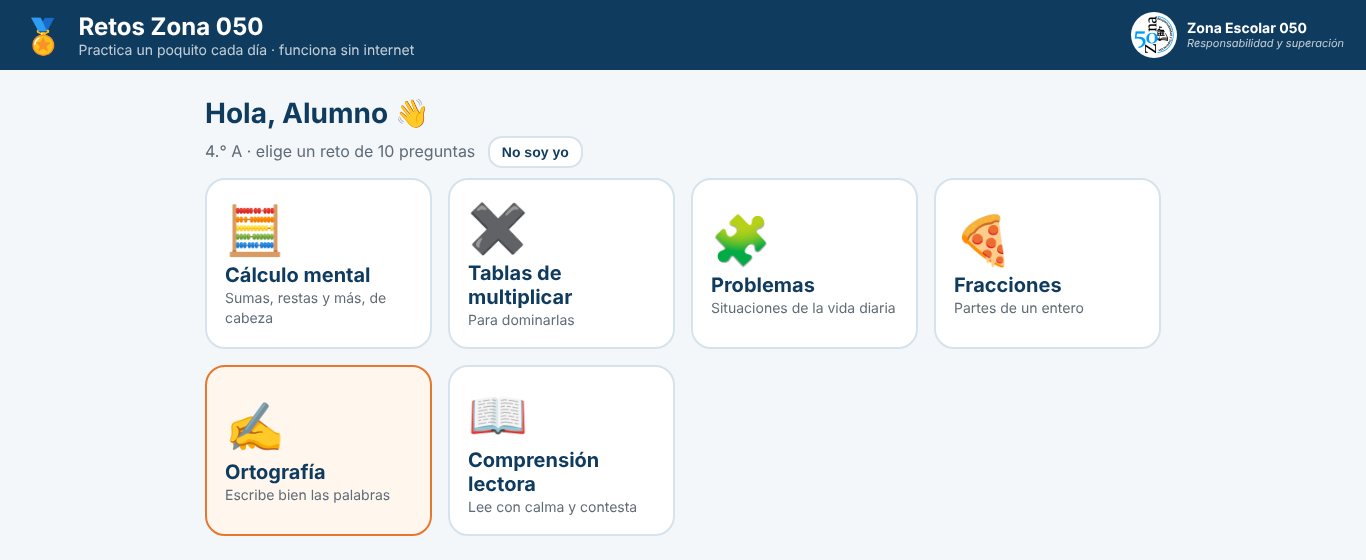 Retos Zona 050
Practica un poquito cada día · funciona sin internet
50
Zona
Zona Escolar 050
Responsabilidad y superación
Hola, Alumno 👋
4.° A · elige un reto de 10 preguntas
No soy yo
Cálculo mental
Sumas, restas y más, de
cabeza
Tablas de
multiplicar
Para dominarlas
Problemas
Situaciones de la vida diaria
Fracciones
Partes de un entero
Ortografía
Escribe bien las palabras
Comprensión
lectora
Lee con calma y contesta